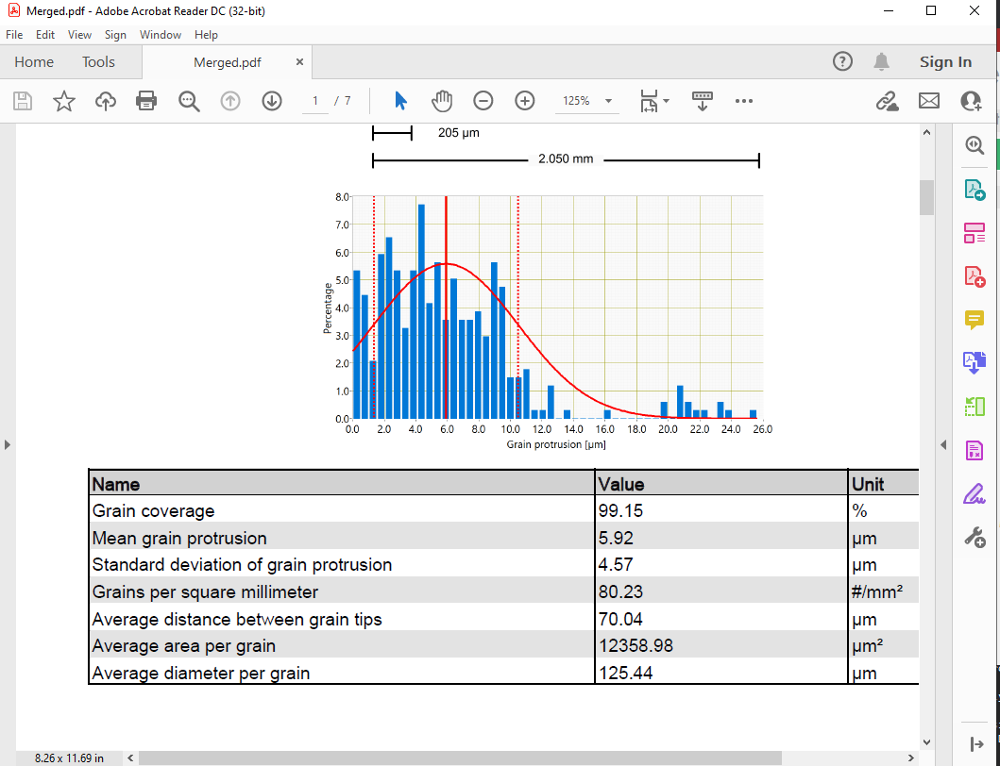 Merged.pdf - Adobe Acrobat Reader DC (32-bit)
File Edit View Sign Window Help
Home Tools Merged.pdf × Sign In
1 / 7 125%
205 µm
2.050 mm
8.0
7.0
6.0
5.0
4.0
3.0
2.0
1.0
0.0
Percentage
0.0 2.0 4.0 6.0 8.0 10.0 12.0 14.0 16.0 18.0 20.0 22.0 24.0 26.0
Grain protrusion [µm]
Name Value Unit
Grain coverage 99.15 %
Mean grain protrusion 5.92 µm
Standard deviation of grain protrusion 4.57 µm
Grains per square millimeter 80.23 #/mm²
Average distance between grain tips 70.04 µm
Average area per grain 12358.98 µm²
Average diameter per grain 125.44 µm
8.26 x 11.69 in